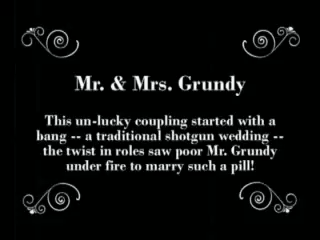 Mr. & Mrs. Grundy
This un-lucky coupling started with a
bang -- a traditional shotgun wedding --
the twist in roles saw poor Mr. Grundy
under fire to marry such a pill!